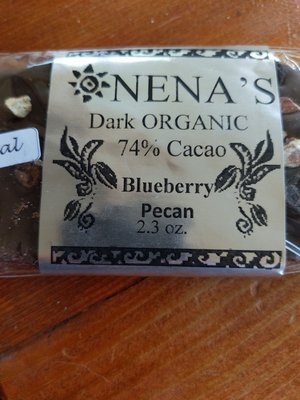 NENA'S
Dark ORGANIC
74% Cacao
Blueberry
Pecan
2.3 oz.